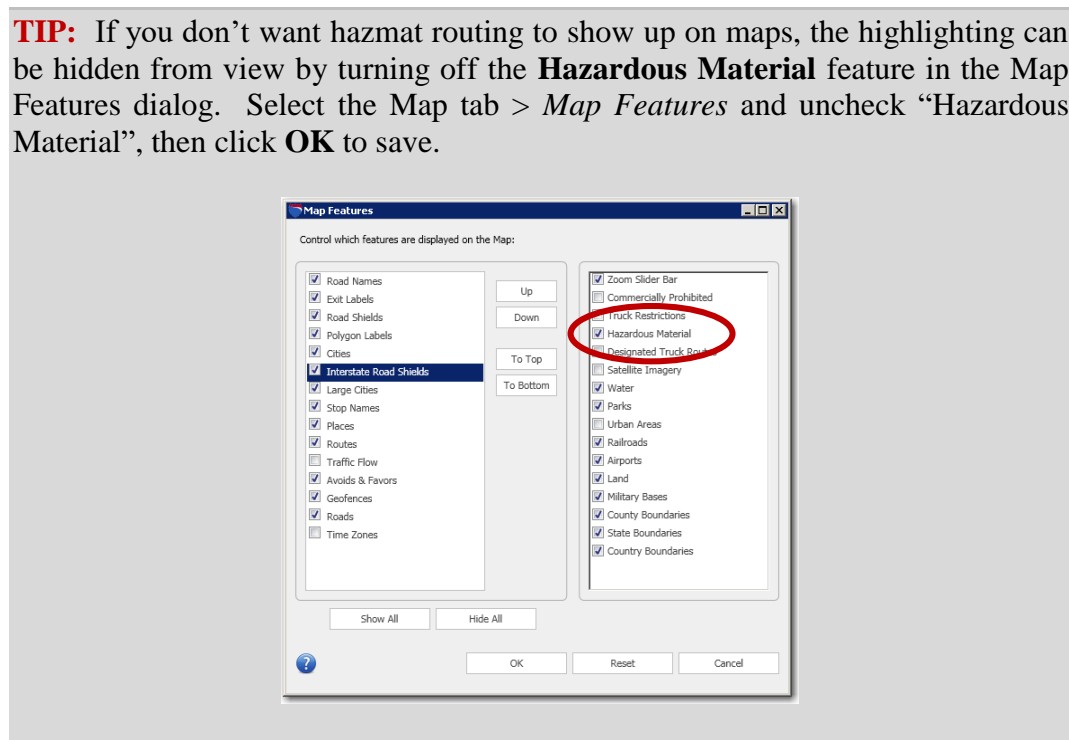 TIP: If you don’t want hazmat routing to show up on maps, the highlighting can
be hidden from view by turning off the Hazardous Material feature in the Map
Features dialog. Select the Map tab > Map Features and uncheck “Hazardous
Material”, then click OK to save.
Map Features
Control which features are displayed on the Map:
Road Names
Exit Labels
Road Shields
Polygon Labels
Cities
Interstate Road Shields
Large Cities
Stop Names
Places
Routes
Traffic Flow
Avoids & Favors
Geofences
Roads
Time Zones
Up
Down
To Top
To Bottom
Zoom Slider Bar
Commercially Prohibited
Truck Restrictions
Hazardous Material
Designated Truck Routes
Satellite Imagery
Water
Parks
Urban Areas
Railroads
Airports
Land
Military Bases
County Boundaries
State Boundaries
Country Boundaries
Show All
Hide All
?
OK
Reset
Cancel